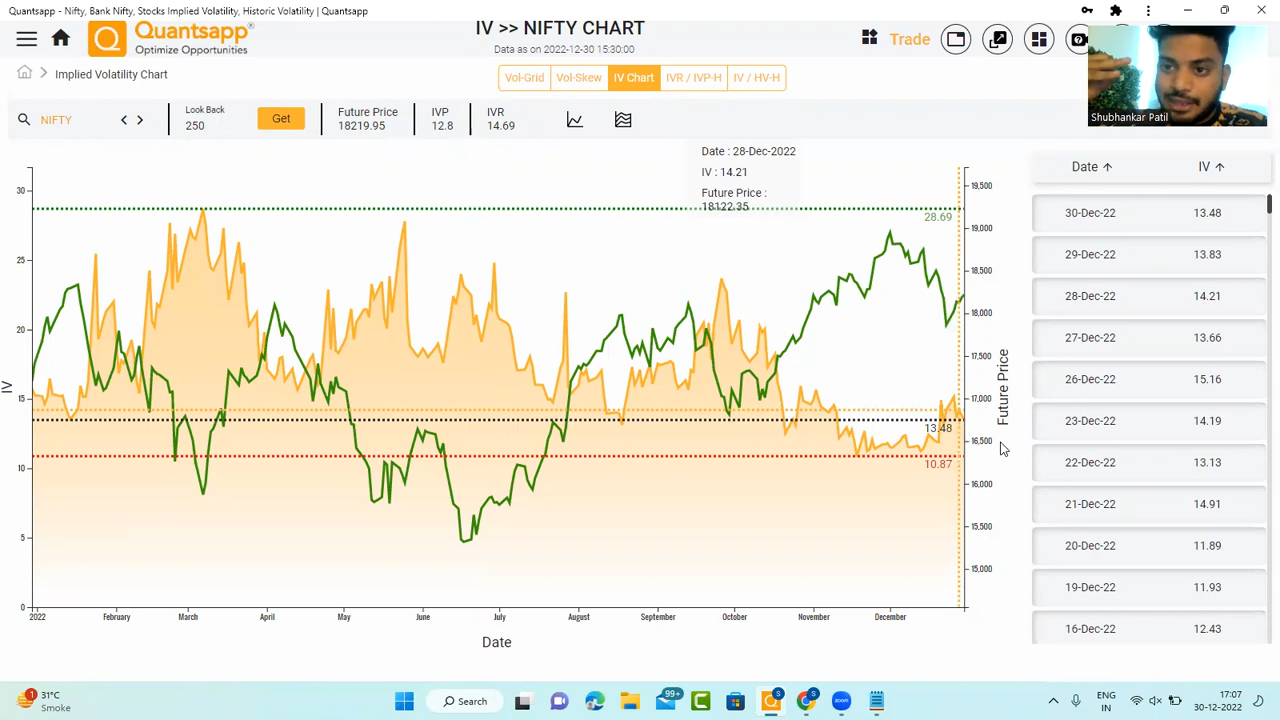 Quantsapp - Nifty, Bank Nifty, Stocks Implied Volatility, Historic Volatility | Quantsapp
Quantsapp®
Optimize Opportunities
IV >> NIFTY CHART
Data as on 2022-12-30 15:30:00
Trade
Implied Volatility Chart
Vol-Grid Vol-Skew IV Chart IVR / IVP-H IV / HV-H
Shubhankar Patil
NIFTY
Look Back
250
Get
Future Price
18219.95
IVP
12.8
IVR
14.69
Date : 28-Dec-2022
IV : 14.21
Future Price :
18122.35
Date IV
30-Dec-22 13.48
29-Dec-22 13.83
28-Dec-22 14.21
27-Dec-22 13.66
26-Dec-22 15.16
23-Dec-22 14.19
22-Dec-22 13.13
21-Dec-22 14.91
20-Dec-22 11.89
19-Dec-22 11.93
16-Dec-22 12.43
30
25
20
15
10
5
0
IV
28.69
13.48
10.87
19,500
19,000
18,500
18,000
17,500
17,000
16,500
16,000
15,500
15,000
Future Price
2022 February March April May June July August September October November December
Date
1
31°C
Smoke
Search
99+
S
S
ENG
IN
17:07
30-12-2022